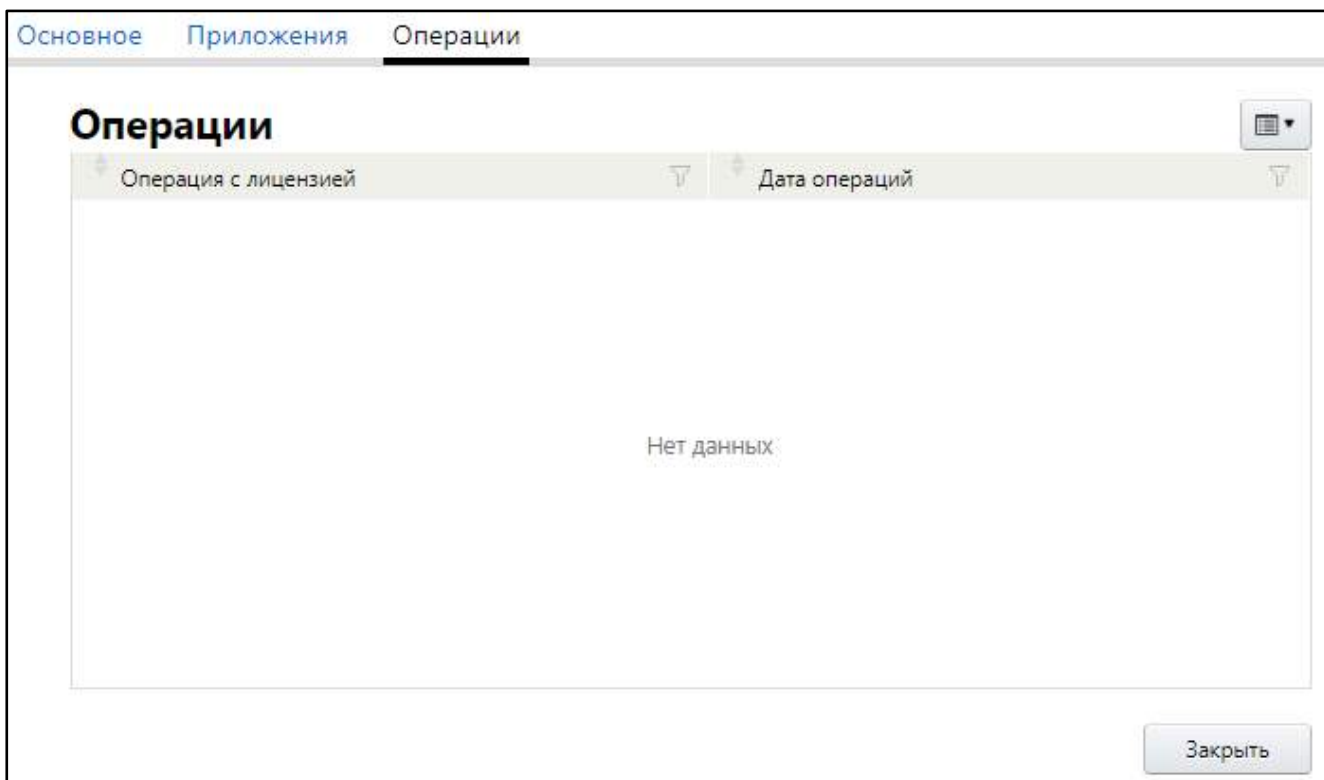 Основное Приложения Операции
Операции
Операция с лицензией Дата операций
Нет данных
Закрыть